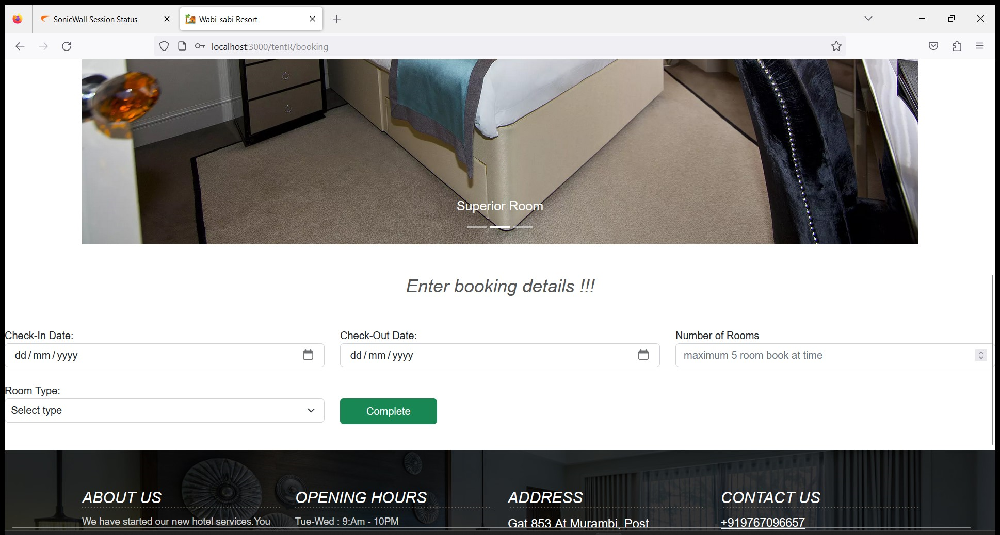 SonicWall Session Status
Wabi_sabi Resort
localhost:3000/tentR/booking
Superior Room
Enter booking details !!!
Check-In Date:
Check-Out Date:
Number of Rooms
dd/mm/yyyy
dd/mm/yyyy
maximum 5 room book at time
Room Type:
Select type
Complete
ABOUT US
OPENING HOURS
ADDRESS
CONTACT US
We have started our new hotel services.You
Tue-Wed : 9:Am - 10PM
Gat 853 At Murambi, Post
+919767096657